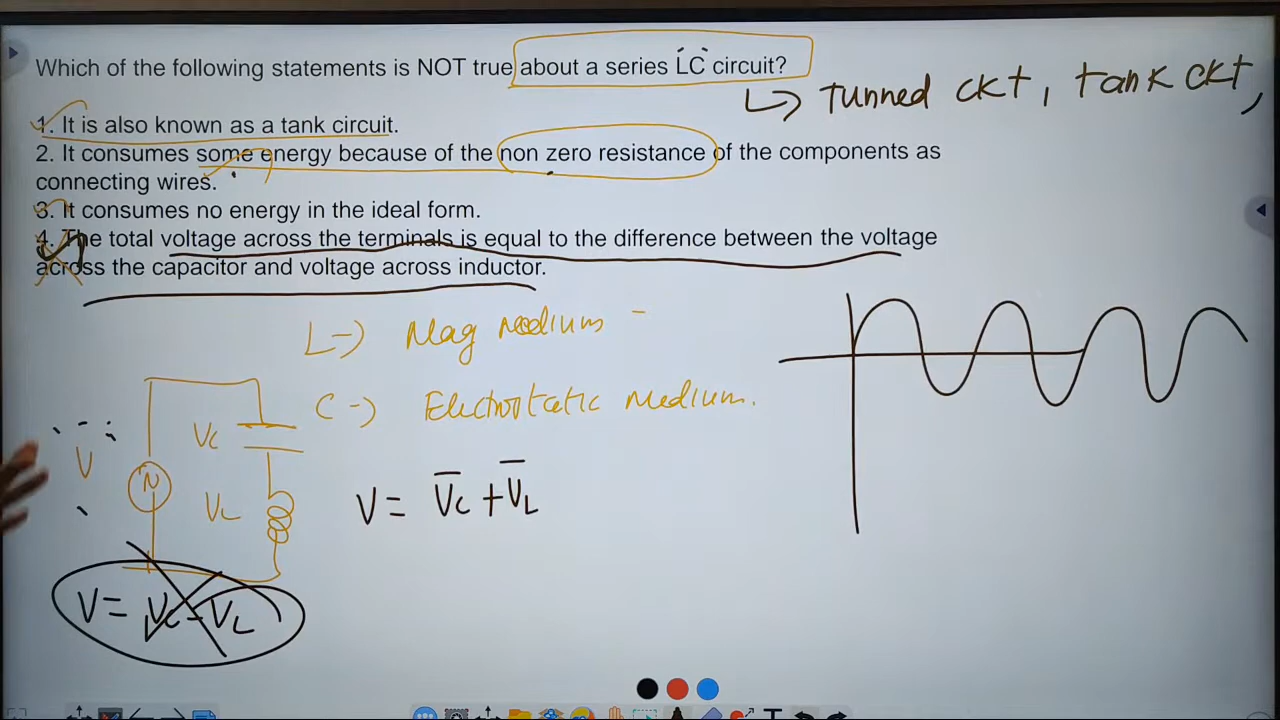 Which of the following statements is NOT true about a series LC circuit?
↳ Tunned ckt, tank ckt,
1. It is also known as a tank circuit.
2. It consumes some energy because of the non zero resistance of the components as
connecting wires.
3. It consumes no energy in the ideal form.
4. The total voltage across the terminals is equal to the difference between the voltage
across the capacitor and voltage across inductor.
L -> Mag medium -
C -> Electrostatic medium.
VC
V
N
VL
V = V̅C + V̅L
V = VC - VL
T